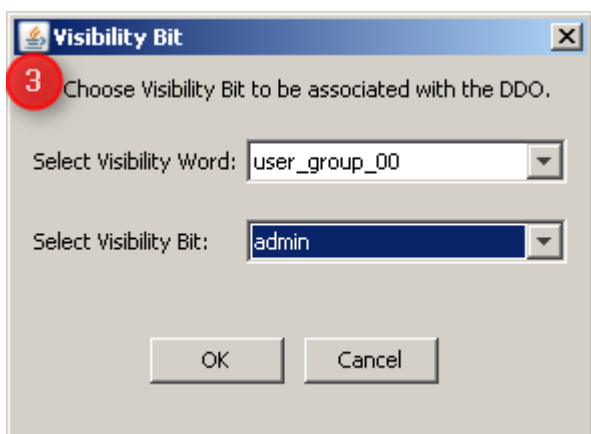 Visibility Bit
3
Choose Visibility Bit to be associated with the DDO.
Select Visibility Word: user_group_00
Select Visibility Bit: admin
OK Cancel